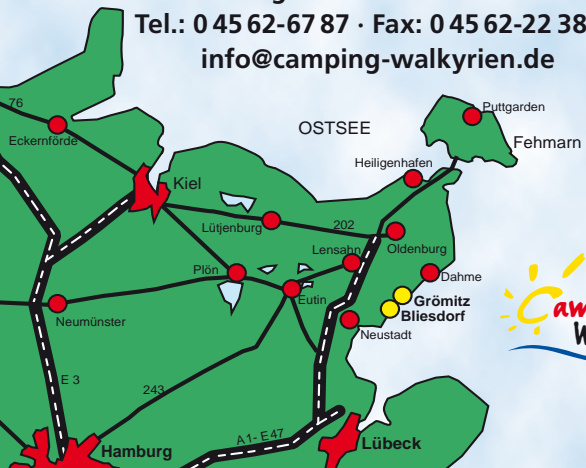 Tel.: 0 45 62-67 87 · Fax: 0 45 62-22 38
info@camping-walkyrien.de
76
Eckernförde
OSTSEE
Puttgarden
Fehmarn
Heiligenhafen
Kiel
Lütjenburg
202
Oldenburg
Lensahn
Plön
Dahme
Eutin
Grömitz
Bliesdorf
Neumünster
Neustadt
E 3
243
A 1- E 47
Hamburg
Lübeck